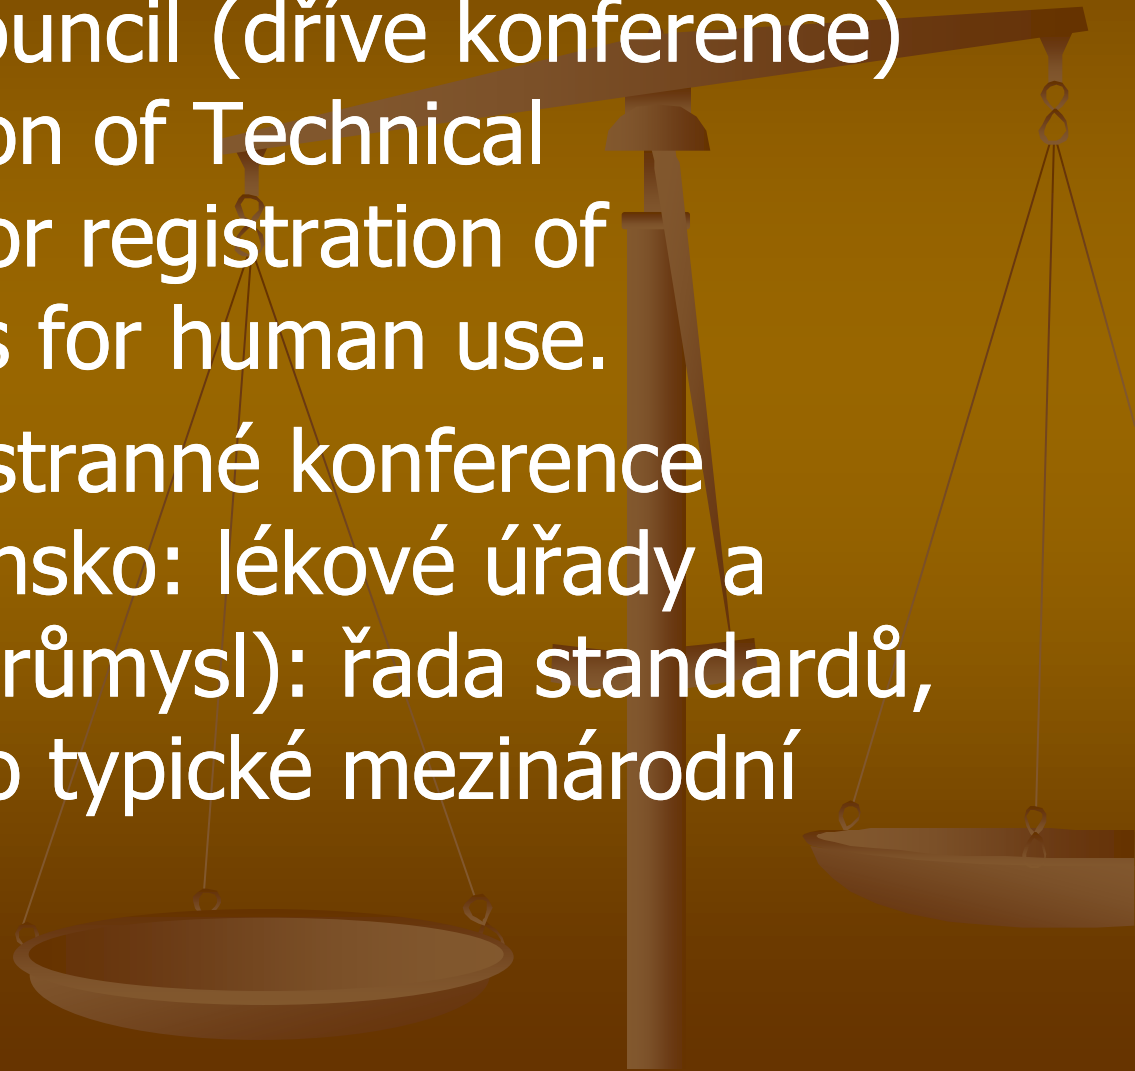 ouncil (dříve konference)
on of Technical
or registration of
s for human use.
stranné konference
nsko: lékové úřady a
růmysl): řada standardů,
o typické mezinárodní